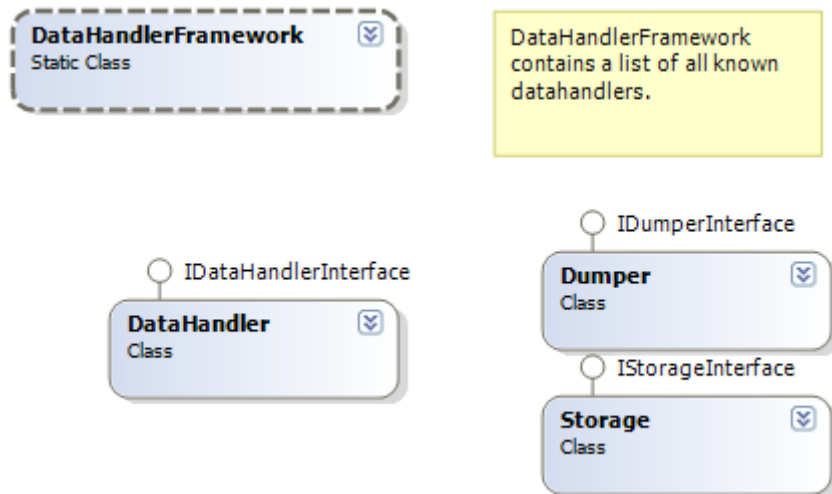 DataHandlerFramework
Static Class
DataHandlerFramework
contains a list of all known
datahandlers.
IDataHandlerInterface
DataHandler
Class
IDumperInterface
Dumper
Class
IStorageInterface
Storage
Class